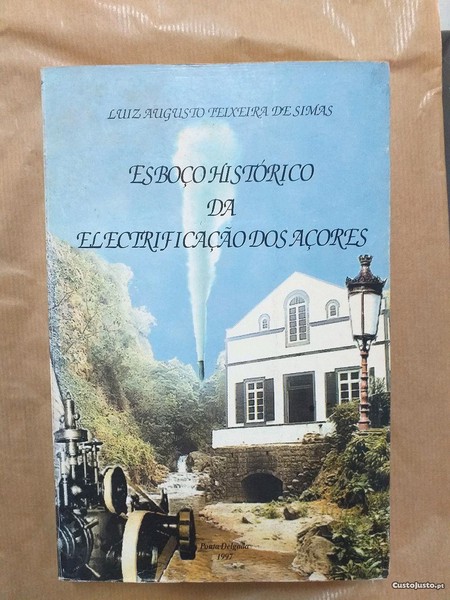 LUIZ AUGUSTO TEIXEIRA DE SIMAS
ESBOÇO HISTÓRICO
DA
ELECTRIFICAÇÃO DOS AÇORES
Ponta Delgada
1997
CustoJusto.pt